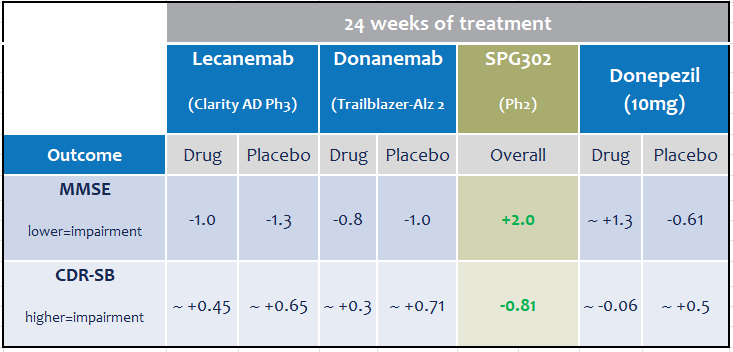 24 weeks of treatment
Lecanemab Donanemab SPG302 Donepezil
(Clarity AD Ph3) (Trailblazer-Alz 2 (Ph2) (10mg)
Outcome Drug Placebo Drug Placebo Overall Drug Placebo
MMSE
lower=impairment -1.0 -1.3 -0.8 -1.0 +2.0 ~ +1.3 -0.61
CDR-SB
higher=impairment ~ +0.45 ~ +0.65 ~ +0.3 ~ +0.71 -0.81 ~ -0.06 ~ +0.5